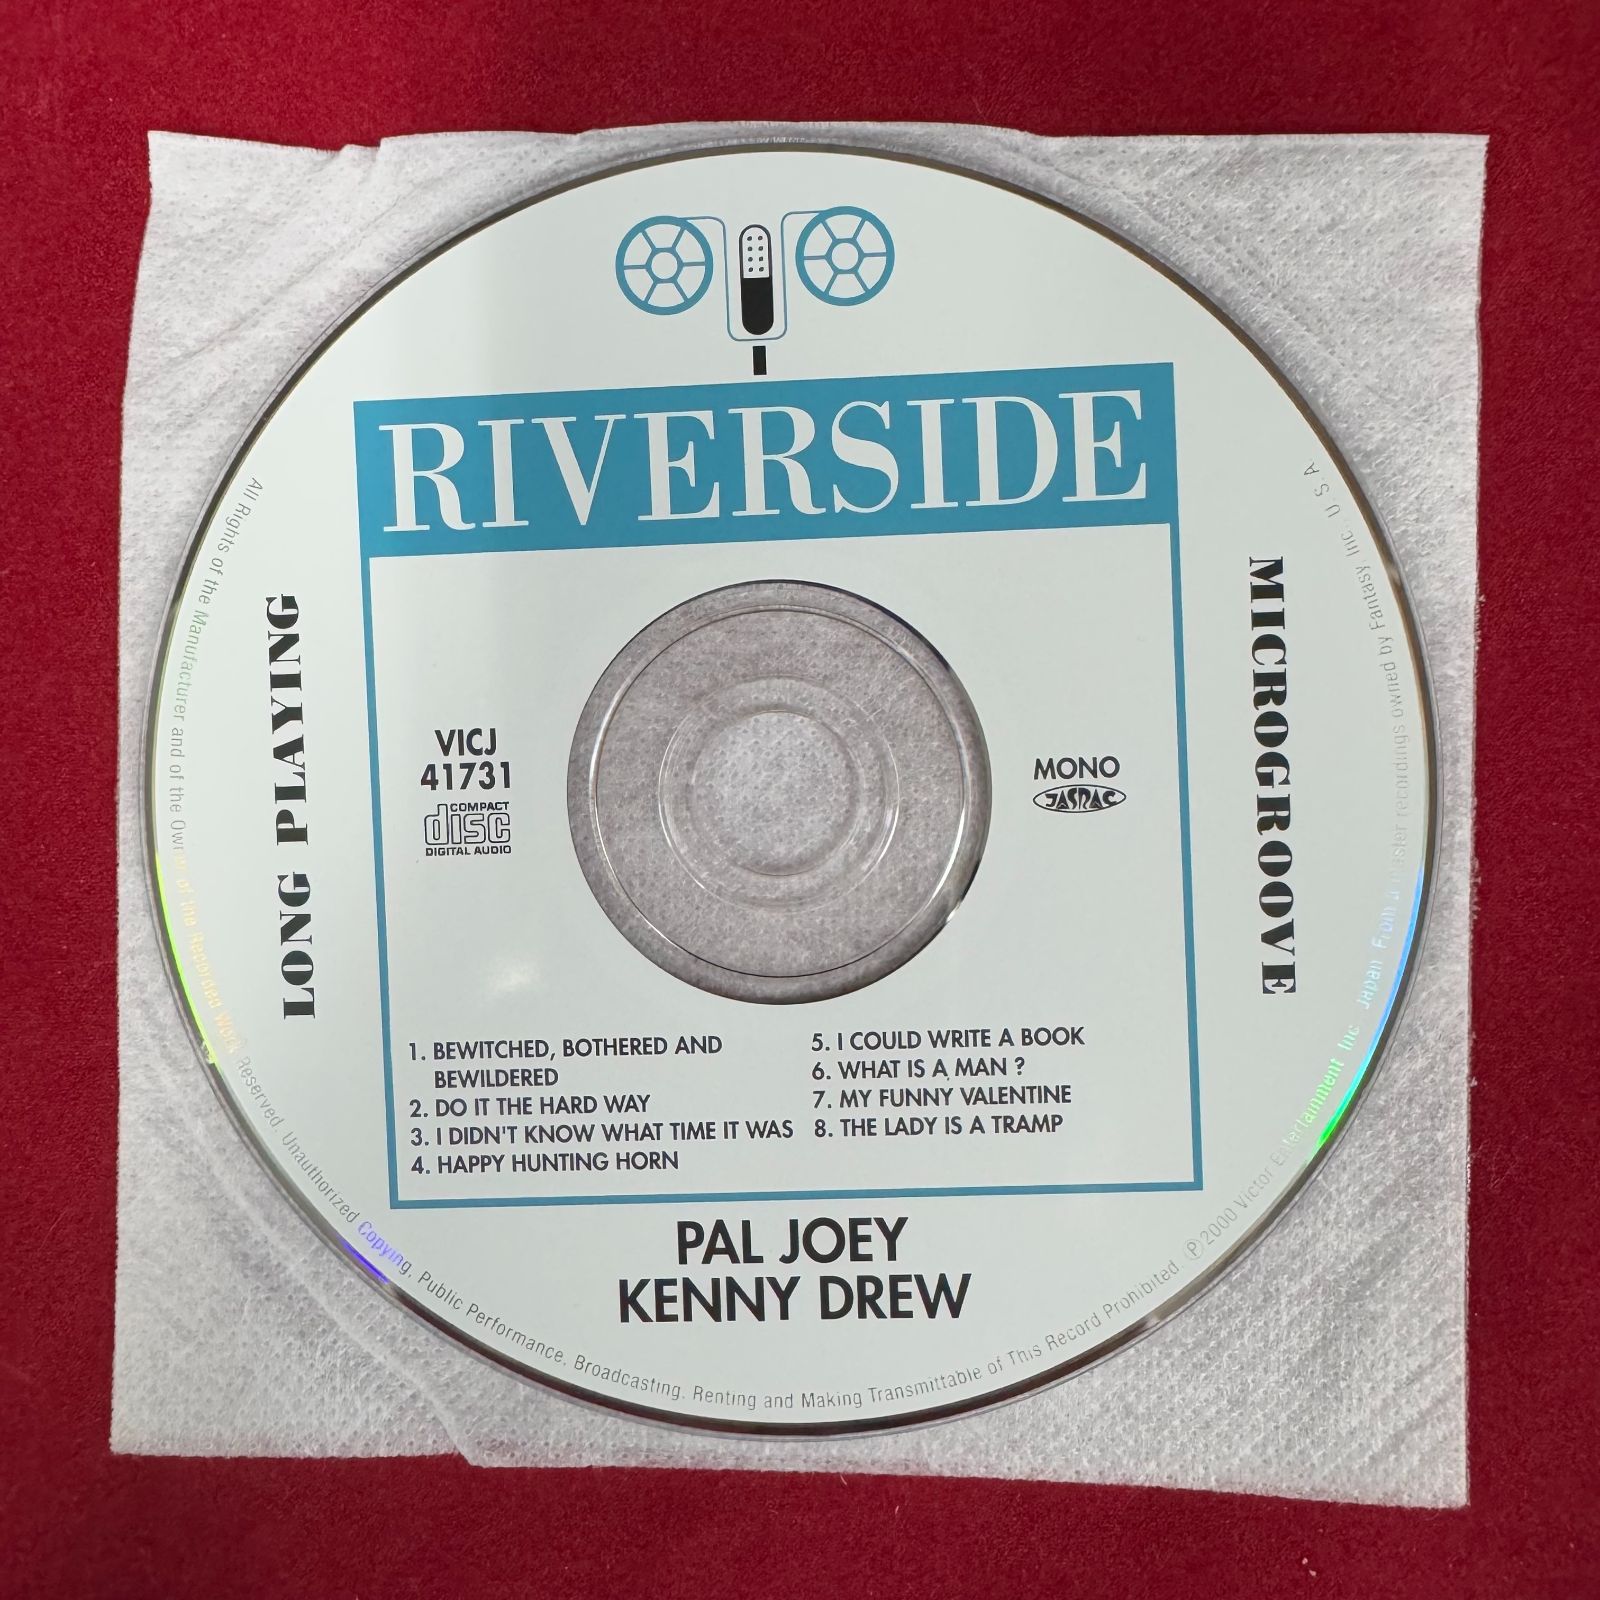 RIVERSIDE
LONG PLAYING
MICROGROOVE
VICJ
41731
COMPACT
disc
DIGITAL AUDIO
MONO
JASRAC
1. BEWITCHED, BOTHERED AND
BEWILDERED
2. DO IT THE HARD WAY
3. I DIDN'T KNOW WHAT TIME IT WAS
4. HAPPY HUNTING HORN
5. I COULD WRITE A BOOK
6. WHAT IS A MAN ?
7. MY FUNNY VALENTINE
8. THE LADY IS A TRAMP
PAL JOEY
KENNY DREW
All Rights of the Manufacturer and of the Owner of the Recorded Work Reserved. Unauthorized Copying, Public Performance, Broadcasting, Renting and Making Transmittable of This Record Prohibited ℗2000 Victor Entertainment Inc Japan From a master recordings owned by Fantasy Inc., U.S.A.